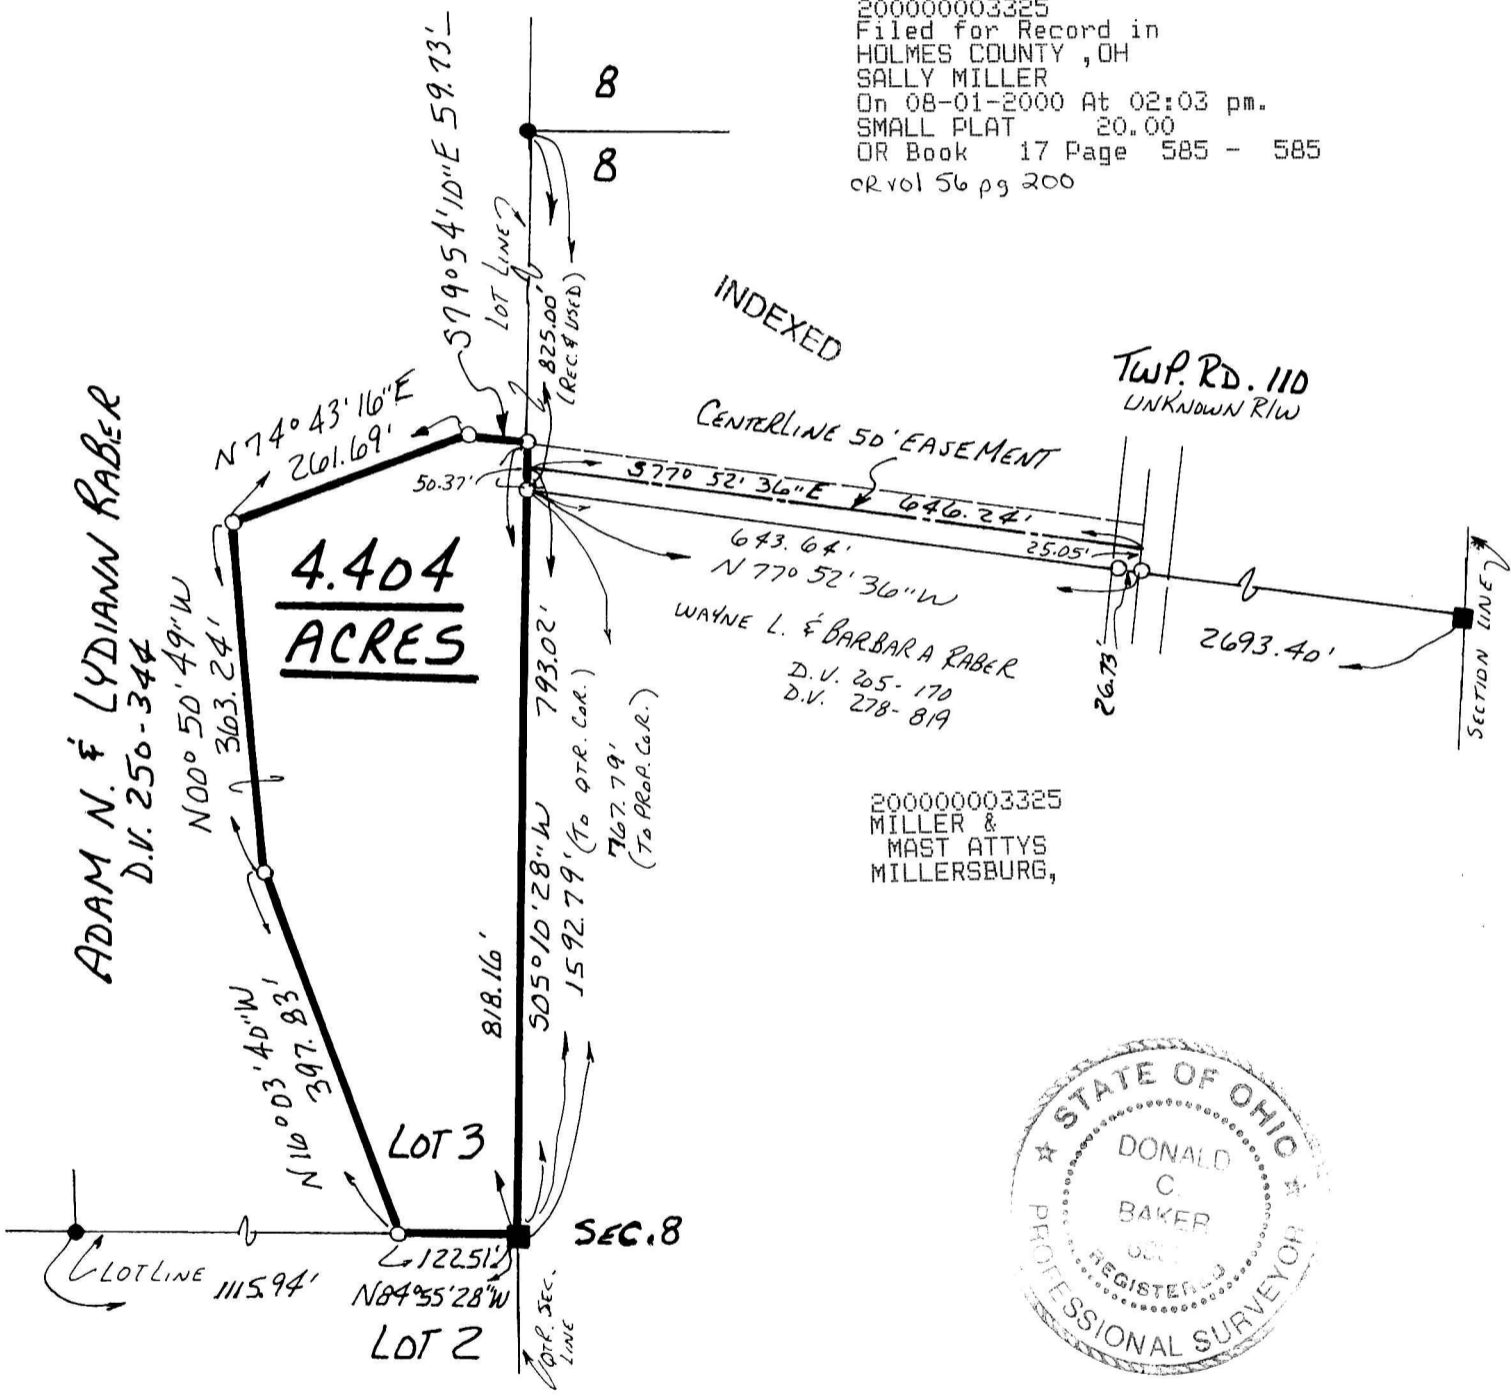 200000003325
Filed for Record in
HOLMES COUNTY ,OH
SALLY MILLER
On 08-01-2000 At 02:03 pm.
SMALL PLAT 20.00
OR Book 17 Page 585 - 585
OR vol 56 pg 200
8
8
S79°54'10"E 59.73'
LOT LINE
825.00'
(REC. & USED)
INDEXED
TWP. RD. 110
UNKNOWN R/W
CENTERLINE 50' EASEMENT
S77° 52' 36"E 646.24'
643.64'
N 77° 52' 36"W
25.05'
26.73'
2693.40'
SECTION LINE
WAYNE L. & BARBARA RABER
D.V. 205-170
D.V. 278-819
N 74° 43' 16"E
261.69'
50.37'
4.404
ACRES
ADAM N. & LYDIANN RABER
D.V. 250-344
N00° 50' 49"W
363.24'
793.02'
818.16'
S05°10'28"W
1592.79' (TO QTR. COR.)
767.79'
(TO PROP. COR.)
200000003325
MILLER &
MAST ATTYS
MILLERSBURG,
N16°03'40"W
397.83'
LOT 3
SEC. 8
LOT LINE 1115.94'
122.51'
N84°55'28"W
LOT 2
QTR. SEC.
LINE
STATE OF OHIO
DONALD
C.
BAKER
REGISTERED
PROFESSIONAL SURVEYOR